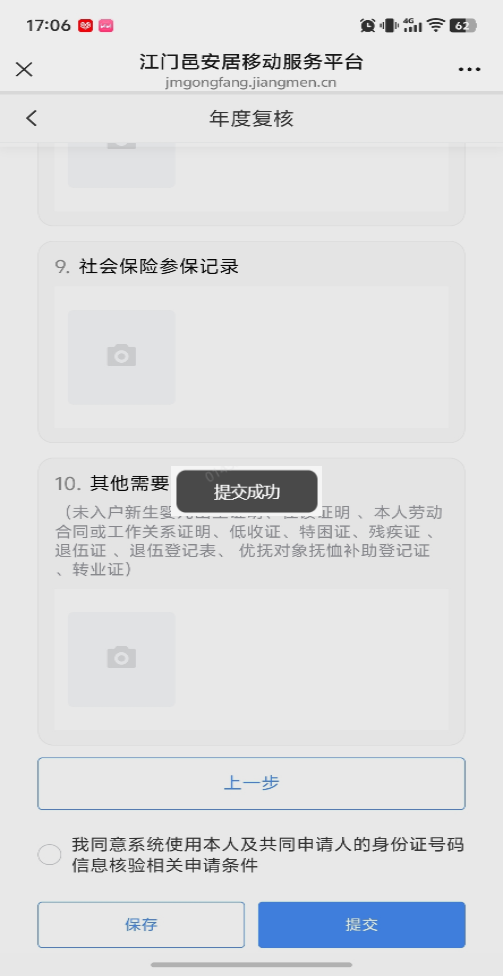 17:06
4G
62
江门邑安居移动服务平台
jmgongfang.jiangmen.cn
年度复核
9. 社会保险参保记录
10. 其他需要
提交成功
（未入户新生婴
证明 、本人劳动
合同或工作关系证明、低收证、特困证、残疾证 、
退伍证 、退伍登记表、 优抚对象抚恤补助登记证
、转业证）
上一步
我同意系统使用本人及共同申请人的身份证号码
信息核验相关申请条件
保存
提交